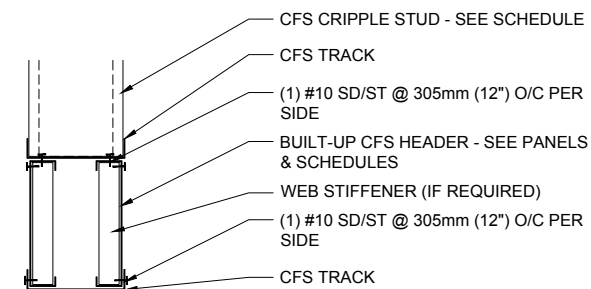 CFS CRIPPLE STUD - SEE SCHEDULE
CFS TRACK
(1) #10 SD/ST @ 305mm (12") O/C PER
SIDE
BUILT-UP CFS HEADER - SEE PANELS
& SCHEDULES
WEB STIFFENER (IF REQUIRED)
(1) #10 SD/ST @ 305mm (12") O/C PER
SIDE
CFS TRACK